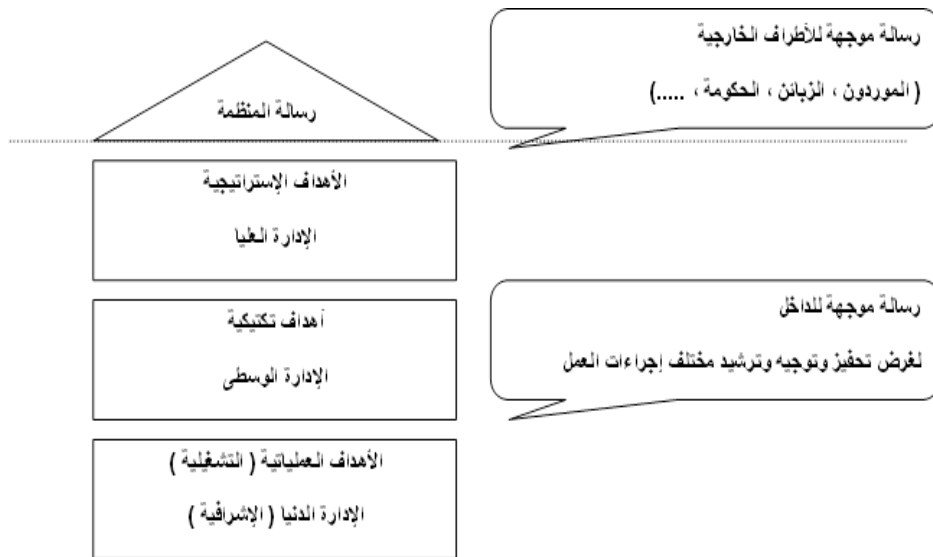 رسالة موجهة للأطراف الخارجية
( الموردون ، الزبائن ، الحكومة ، .....)
رسالة المنظمة
الأهداف الإستراتيجية
الإدارة العليا
أهداف تكتيكية
الإدارة الوسطى
رسالة موجهة للداخل
لغرض تحفيز وتوجيه وترشيد مختلف إجراءات العمل
الأهداف العملياتية ( التشغيلية )
الإدارة الدنيا ( الإشرافية )